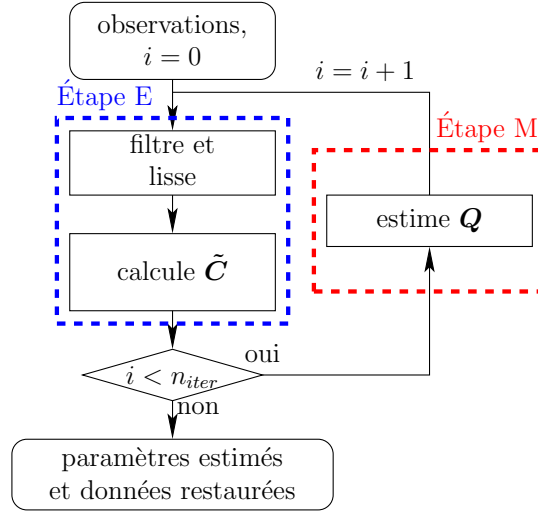 observations,
i = 0
i = i + 1
Étape E
Étape M
filtre et
lisse
estime Q
calcule C̃
oui
i < n_iter
non
paramètres estimés
et données restaurées